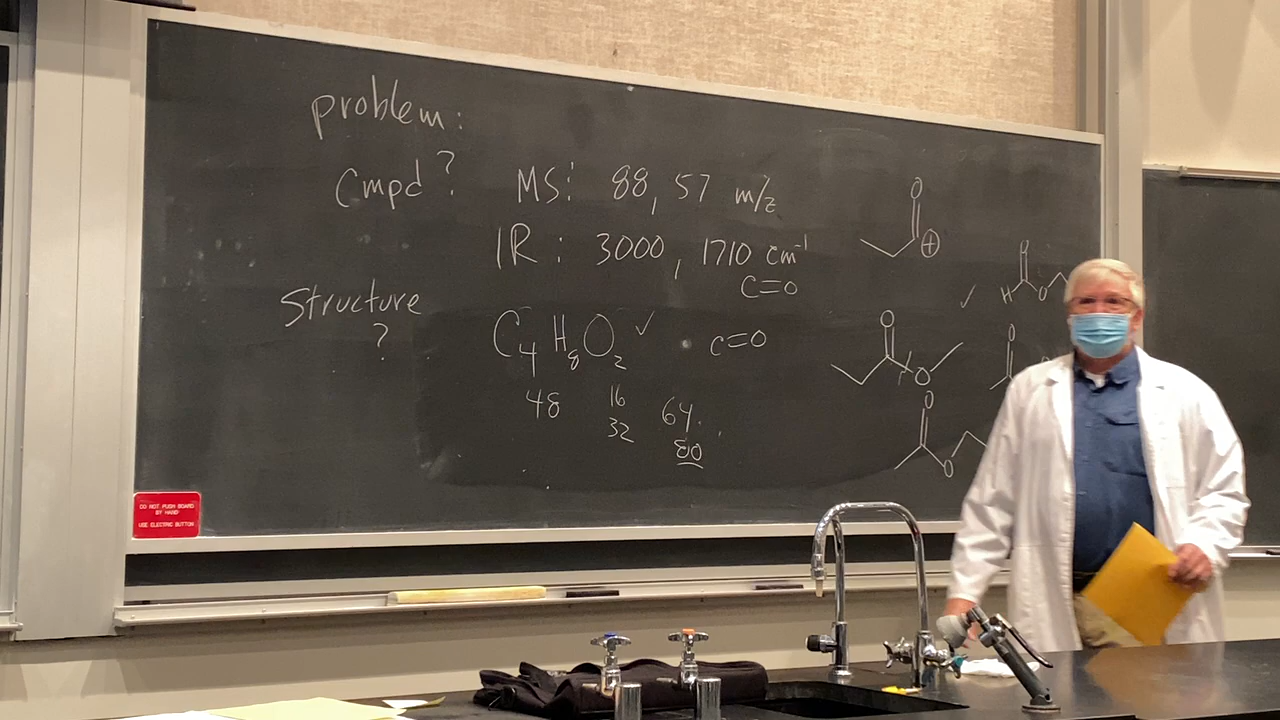 problem:
Cmpd? MS: 88, 57 m/z
IR: 3000, 1710 cm⁻¹
C=O
Structure
?
C₄H₈O₂ ✓ C=O
48 16 64
32 80
O
⊕
✓ O
H O
O
O
O
O
O
DO NOT PUSH BOARD
BY HAND
USE ELECTRIC BUTTON